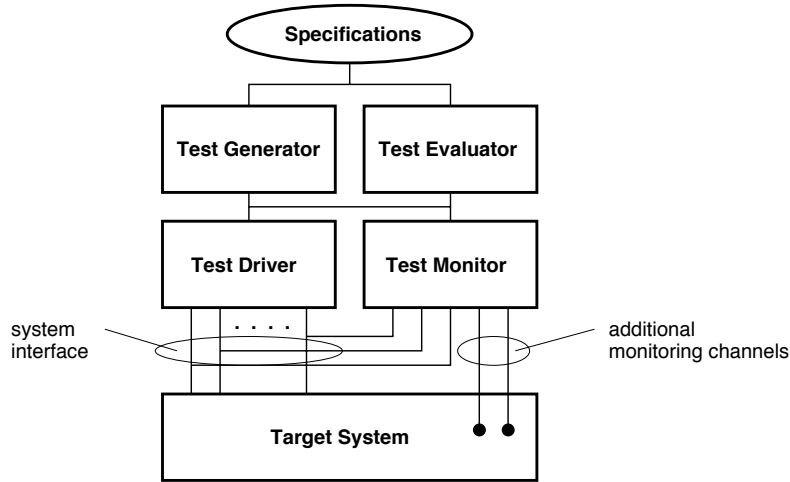 Specifications
Test Generator
Test Evaluator
Test Driver
Test Monitor
. . . .
system
interface
additional
monitoring channels
Target System